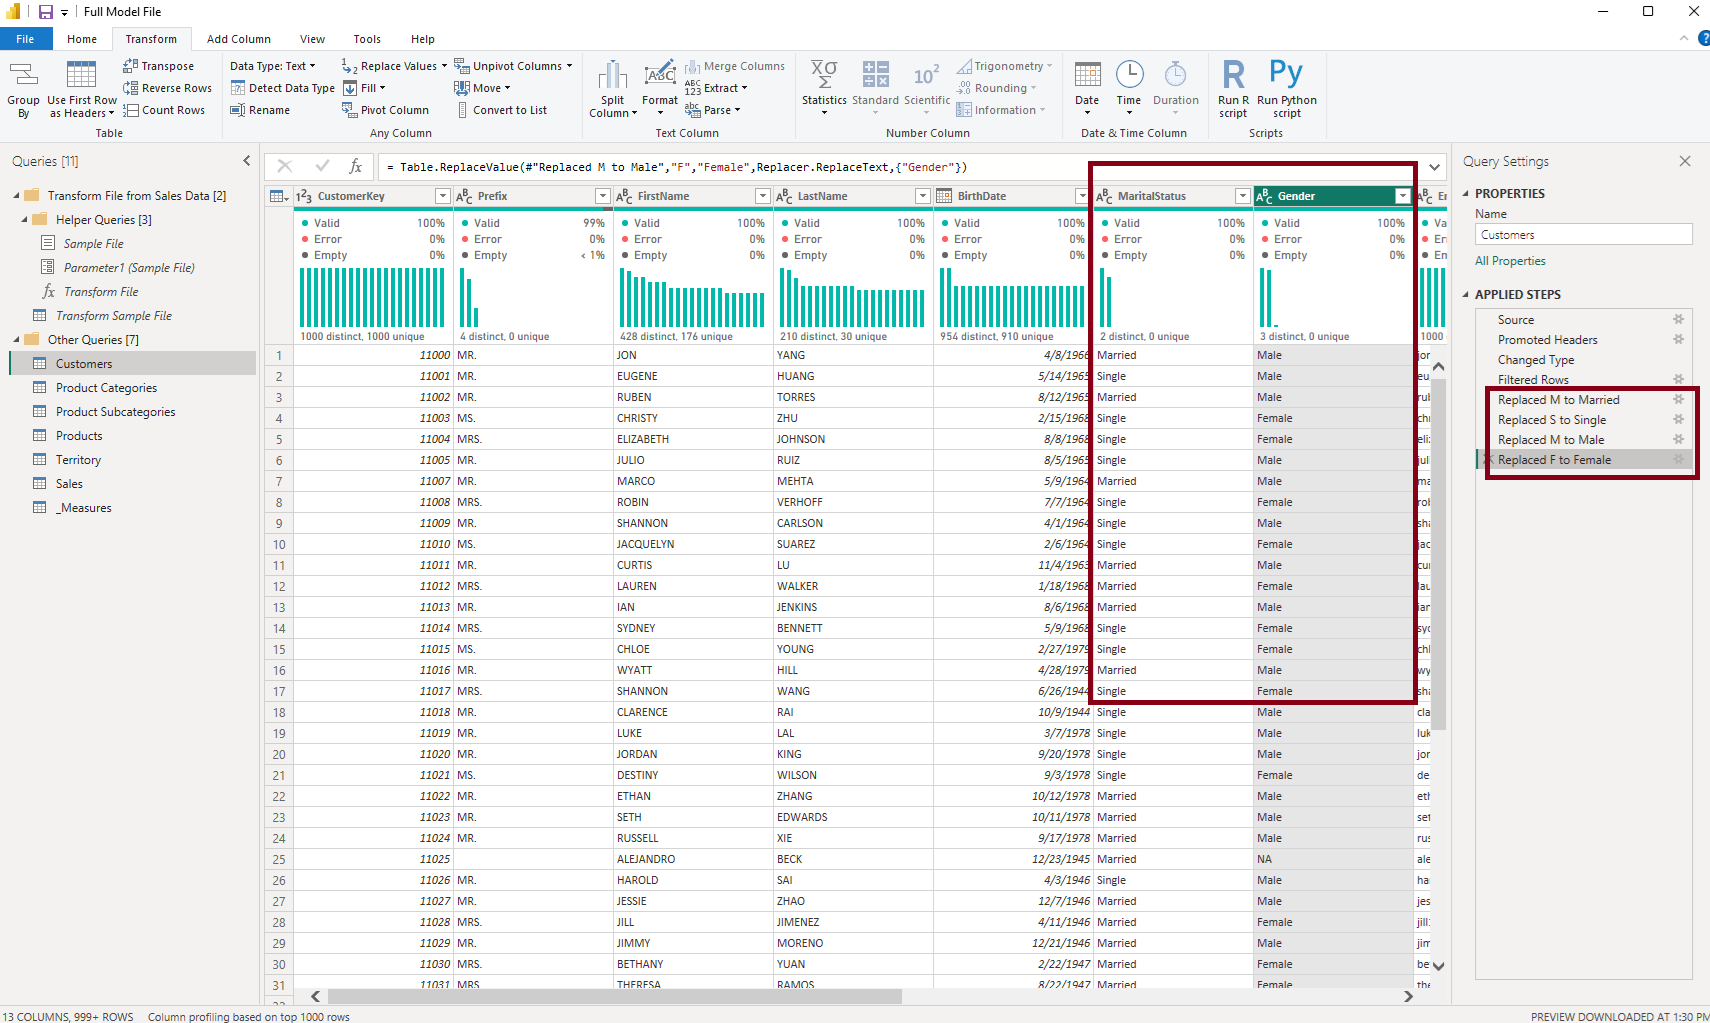 Full Model File
File Home Transform Add Column View Tools Help
Group By
Use First Row as Headers
Transpose
Reverse Rows
Count Rows
Table
Data Type: Text
Detect Data Type
Rename
Replace Values
Fill
Pivot Column
Unpivot Columns
Move
Convert to List
Any Column
Split Column
Format
Merge Columns
Extract
Parse
Text Column
Statistics
Standard
Scientific
Trigonometry
Rounding
Information
Number Column
Date
Time
Duration
Date & Time Column
Run R script
Run Python script
Scripts
Queries [11]
Transform File from Sales Data [2]
Helper Queries [3]
Sample File
Parameter1 (Sample File)
Transform File
Transform Sample File
Other Queries [7]
Customers
Product Categories
Product Subcategories
Products
Territory
Sales
_Measures
= Table.ReplaceValue(#"Replaced M to Male","F","Female",Replacer.ReplaceText,{"Gender"})
CustomerKey Prefix FirstName LastName BirthDate MaritalStatus Gender
Valid 100% Valid 99% Valid 100% Valid 100% Valid 100% Valid 100% Valid 100%
Error 0% Error 0% Error 0% Error 0% Error 0% Error 0% Error 0%
Empty 0% Empty < 1% Empty 0% Empty 0% Empty 0% Empty 0% Empty 0%
1000 distinct, 1000 unique 4 distinct, 0 unique 428 distinct, 176 unique 210 distinct, 30 unique 954 distinct, 910 unique 2 distinct, 0 unique 3 distinct, 0 unique 1000
1 11000 MR. JON YANG 4/8/1966 Married Male
2 11001 MR. EUGENE HUANG 5/14/1965 Single Male
3 11002 MR. RUBEN TORRES 8/12/1965 Married Male
4 11003 MS. CHRISTY ZHU 2/15/1968 Single Female
5 11004 MRS. ELIZABETH JOHNSON 8/8/1968 Single Female
6 11005 MR. JULIO RUIZ 8/5/1965 Single Male
7 11007 MR. MARCO MEHTA 5/9/1964 Married Male
8 11008 MRS. ROBIN VERHOFF 7/7/1964 Single Female
9 11009 MR. SHANNON CARLSON 4/1/1964 Single Male
10 11010 MS. JACQUELYN SUAREZ 2/6/1964 Single Female
11 11011 MR. CURTIS LU 11/4/1963 Married Male
12 11012 MRS. LAUREN WALKER 1/18/1968 Married Female
13 11013 MR. IAN JENKINS 8/6/1968 Married Male
14 11014 MRS. SYDNEY BENNETT 5/9/1968 Single Female
15 11015 MS. CHLOE YOUNG 2/27/1979 Single Female
16 11016 MR. WYATT HILL 4/28/1979 Married Male
17 11017 MRS. SHANNON WANG 6/26/1944 Single Female
18 11018 MR. CLARENCE RAI 10/9/1944 Single Male
19 11019 MR. LUKE LAL 3/7/1978 Single Male
20 11020 MR. JORDAN KING 9/20/1978 Single Male
21 11021 MS. DESTINY WILSON 9/3/1978 Single Female
22 11022 MR. ETHAN ZHANG 10/12/1978 Married Male
23 11023 MR. SETH EDWARDS 10/11/1978 Married Male
24 11024 MR. RUSSELL XIE 9/17/1978 Married Male
25 11025 ALEJANDRO BECK 12/23/1945 Married NA
26 11026 MR. HAROLD SAI 4/3/1946 Single Male
27 11027 MR. JESSIE ZHAO 12/7/1946 Married Male
28 11028 MRS. JILL JIMENEZ 4/11/1946 Married Female
29 11029 MR. JIMMY MORENO 12/21/1946 Married Male
30 11030 MRS. BETHANY YUAN 2/22/1947 Married Female
31 11031 MRS THERESA RAMOS 8/22/1947 Married Female
Query Settings
PROPERTIES
Name
Customers
All Properties
APPLIED STEPS
Source
Promoted Headers
Changed Type
Filtered Rows
Replaced M to Married
Replaced S to Single
Replaced M to Male
Replaced F to Female
13 COLUMNS, 999+ ROWS Column profiling based on top 1000 rows
PREVIEW DOWNLOADED AT 1:30 PM